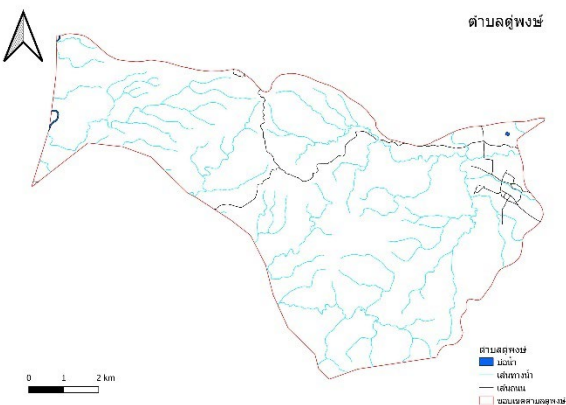 ตำบลดู่พงษ์
0 1 2 km
ตำบลดู่พงษ์
บ่อน้ำ
เส้นทางน้ำ
เส้นถนน
ขอบเขตตำบลดู่พงษ์